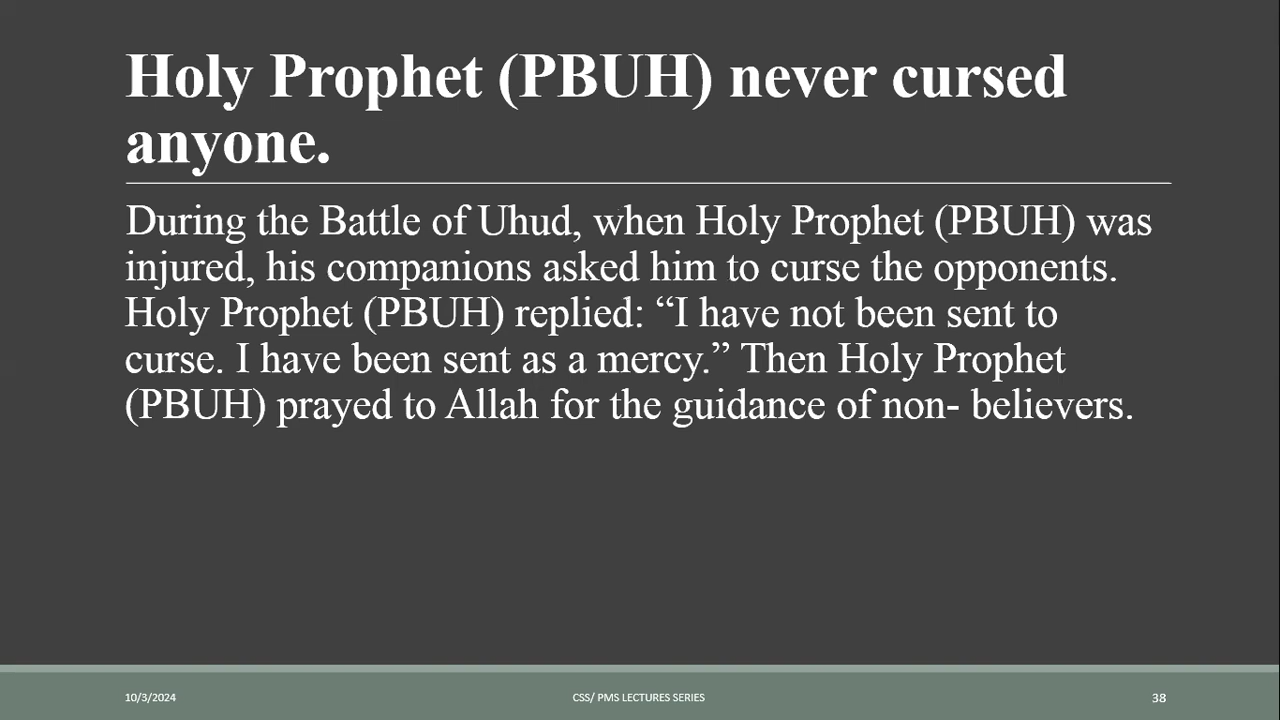 Holy Prophet (PBUH) never cursed
anyone.
During the Battle of Uhud, when Holy Prophet (PBUH) was
injured, his companions asked him to curse the opponents.
Holy Prophet (PBUH) replied: “I have not been sent to
curse. I have been sent as a mercy.” Then Holy Prophet
(PBUH) prayed to Allah for the guidance of non- believers.
10/3/2024
CSS/ PMS LECTURES SERIES
38